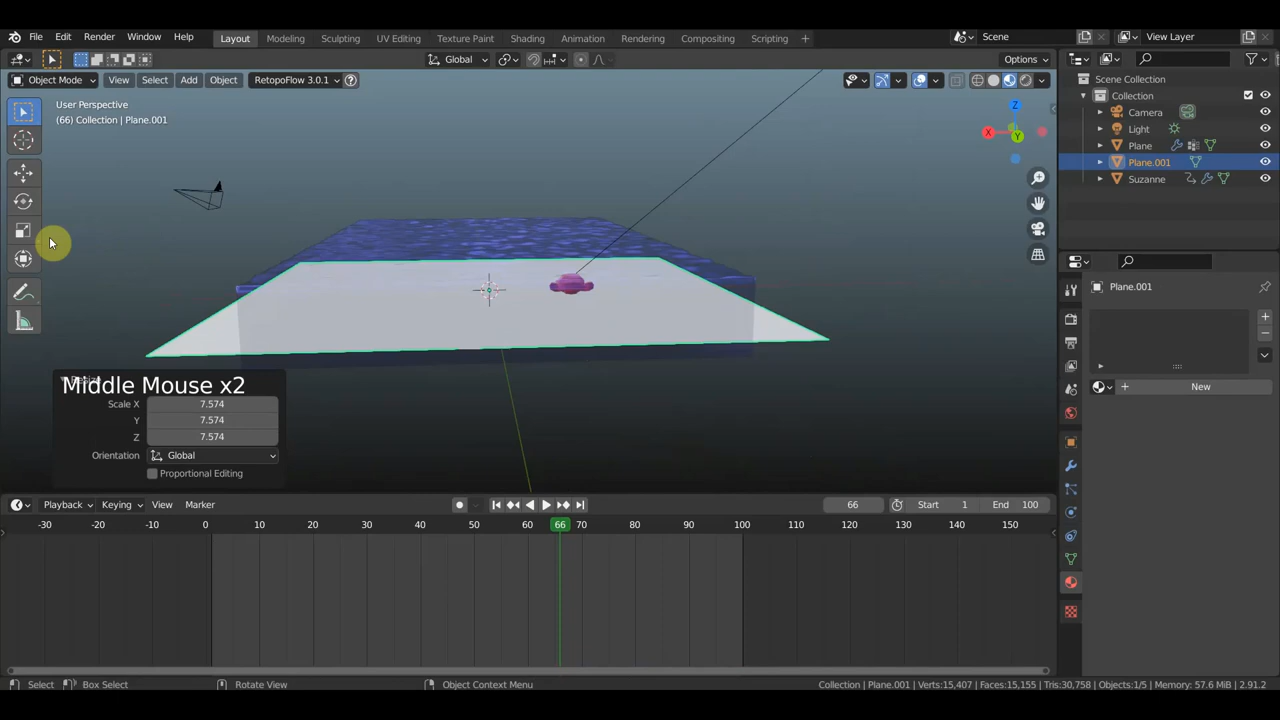 File Edit Render Window Help Layout Modeling Sculpting UV Editing Texture Paint Shading Animation Rendering Compositing Scripting + Scene View Layer
Global Options
Object Mode View Select Add Object RetopoFlow 3.0.1
User Perspective
(66) Collection | Plane.001
Z
X
Y
Scene Collection
Collection
Camera
Light
Plane
Plane.001
Suzanne
Plane.001
New
Middle Mouse x2
Scale X 7.574
Y 7.574
Z 7.574
Orientation Global
Proportional Editing
Playback Keying View Marker 66 Start 1 End 100
-30 -20 -10 0 10 20 30 40 50 66 70 80 90 100 110 120 130 140 150
Select Box Select Rotate View Object Context Menu Collection | Plane.001 | Verts:15,407 | Faces:15,155 | Tris:30,758 | Objects:1/5 | Memory: 57.6 MiB | 2.91.2